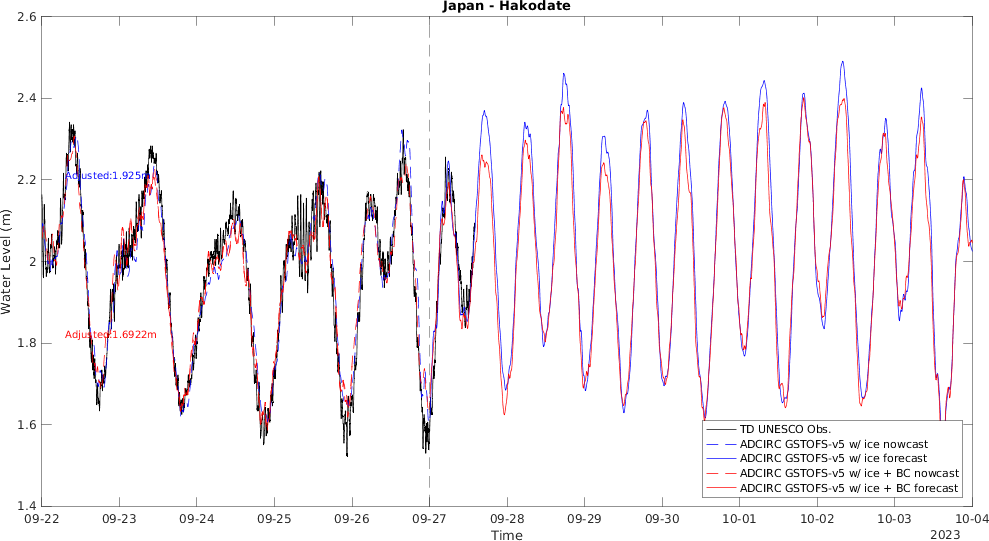 Japan - Hakodate
2.6
2.4
2.2
2
1.8
1.6
1.4
Water Level (m)
Adjusted:1.925m
Adjusted:1.6922m
TD UNESCO Obs.
ADCIRC GSTOFS-v5 w/ ice nowcast
ADCIRC GSTOFS-v5 w/ ice forecast
ADCIRC GSTOFS-v5 w/ ice + BC nowcast
ADCIRC GSTOFS-v5 w/ ice + BC forecast
09-22 09-23 09-24 09-25 09-26 09-27 09-28 09-29 09-30 10-01 10-02 10-03 10-04
Time
2023